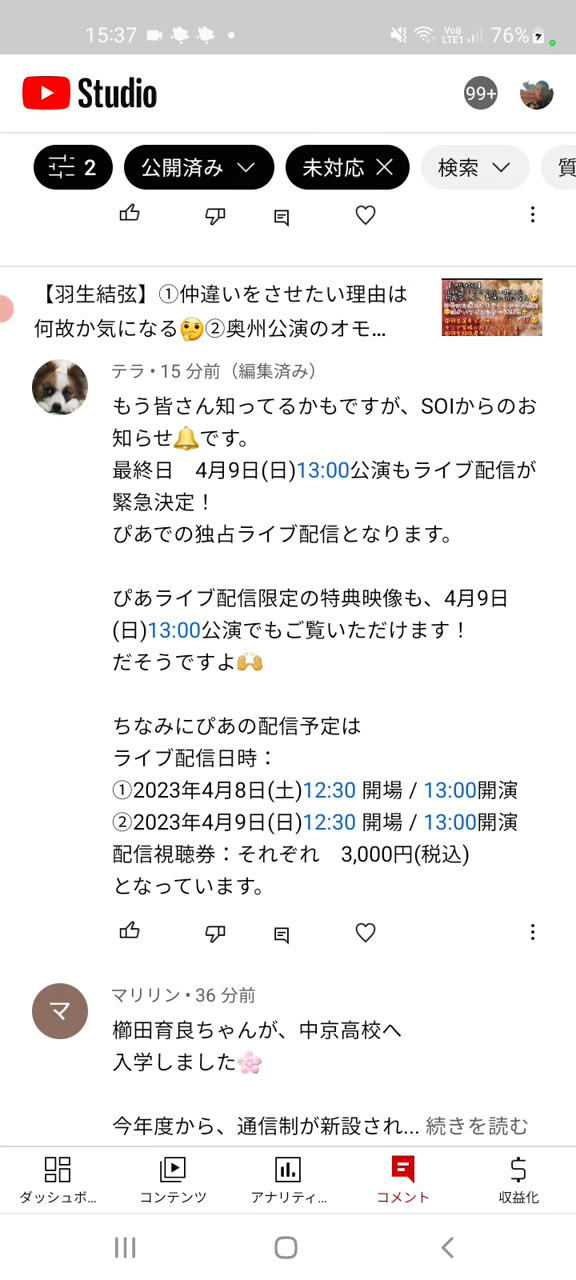 15:37
Vo)) LTE1 76%
Studio
99+
2 公開済み 未対応 検索 質
【羽生結弦】①仲違いをさせたい理由は
何故か気になる🤔②奥州公演のオモ...
テラ • 15 分前（編集済み）
もう皆さん知ってるかもですが、SOIからのお
知らせ🔔です。
最終日　4月9日(日)13:00公演もライブ配信が
緊急決定！
ぴあでの独占ライブ配信となります。
ぴあライブ配信限定の特典映像も、4月9日
(日)13:00公演でもご覧いただけます！
だそうですよ🙌
ちなみにぴあの配信予定は
ライブ配信日時：
①2023年4月8日(土)12:30 開場 / 13:00開演
②2023年4月9日(日)12:30 開場 / 13:00開演
配信視聴券：それぞれ　3,000円(税込)
となっています。
マ
マリリン • 36 分前
櫛田育良ちゃんが、中京高校へ
入学しました🌸
今年度から、通信制が新設され... 続きを読む
ダッシュボ... コンテンツ アナリティ... コメント 収益化